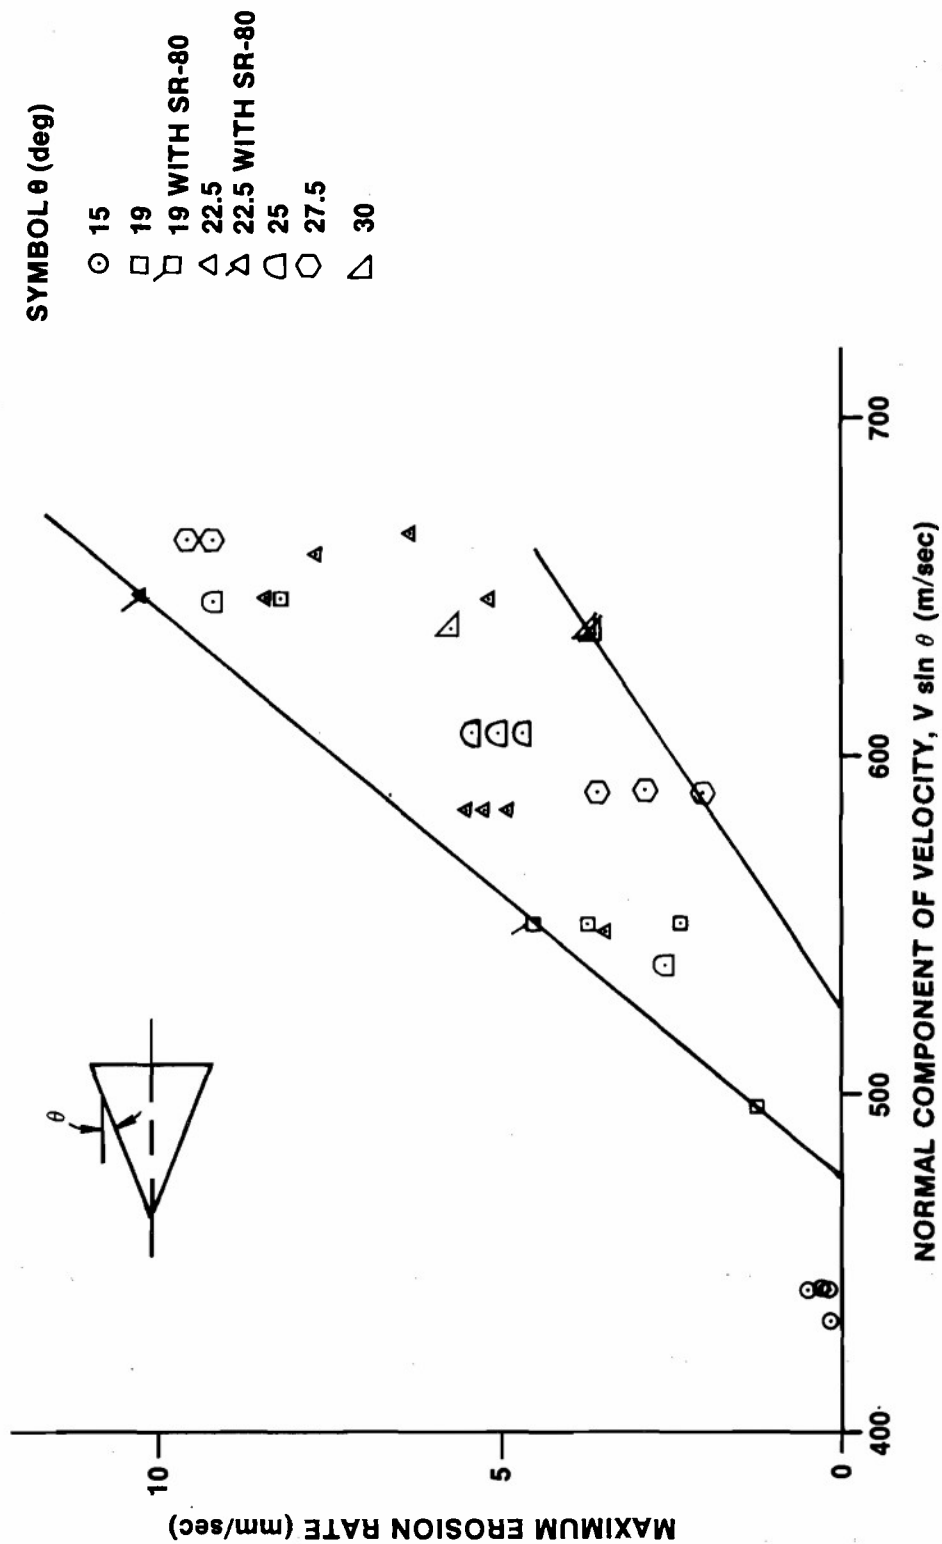 SYMBOL θ (deg)
15
19
19 WITH SR-80
22.5
22.5 WITH SR-80
25
27.5
30
θ
MAXIMUM EROSION RATE (mm/sec)
10
5
0
400
500
600
700
NORMAL COMPONENT OF VELOCITY, V sin θ (m/sec)